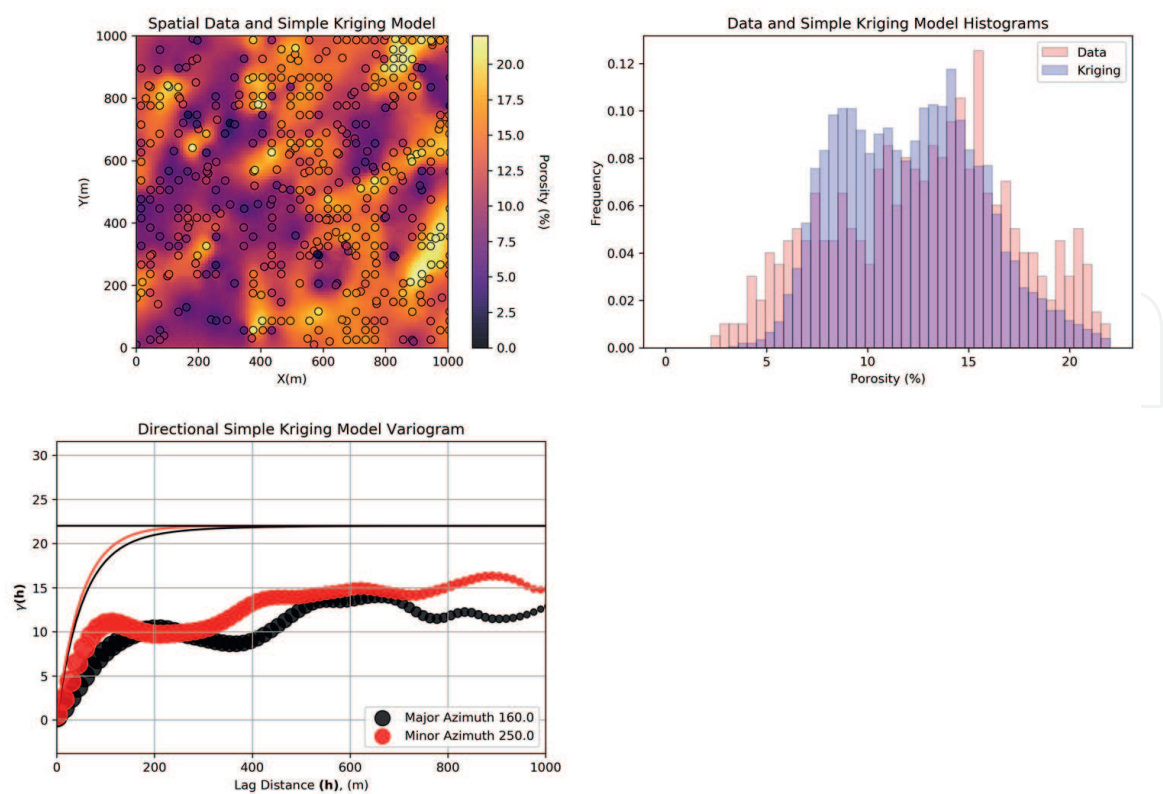 Spatial Data and Simple Kriging Model
1000
800
600
400
200
0
Y(m)
0 200 400 600 800 1000
X(m)
20.0
17.5
15.0
12.5
10.0
7.5
5.0
2.5
0.0
Porosity (%)
Data and Simple Kriging Model Histograms
Data
Kriging
0.12
0.10
0.08
0.06
0.04
0.02
0.00
Frequency
0 5 10 15 20
Porosity (%)
Directional Simple Kriging Model Variogram
30
25
20
15
10
5
0
γ(h)
Major Azimuth 160.0
Minor Azimuth 250.0
0 200 400 600 800 1000
Lag Distance (h), (m)